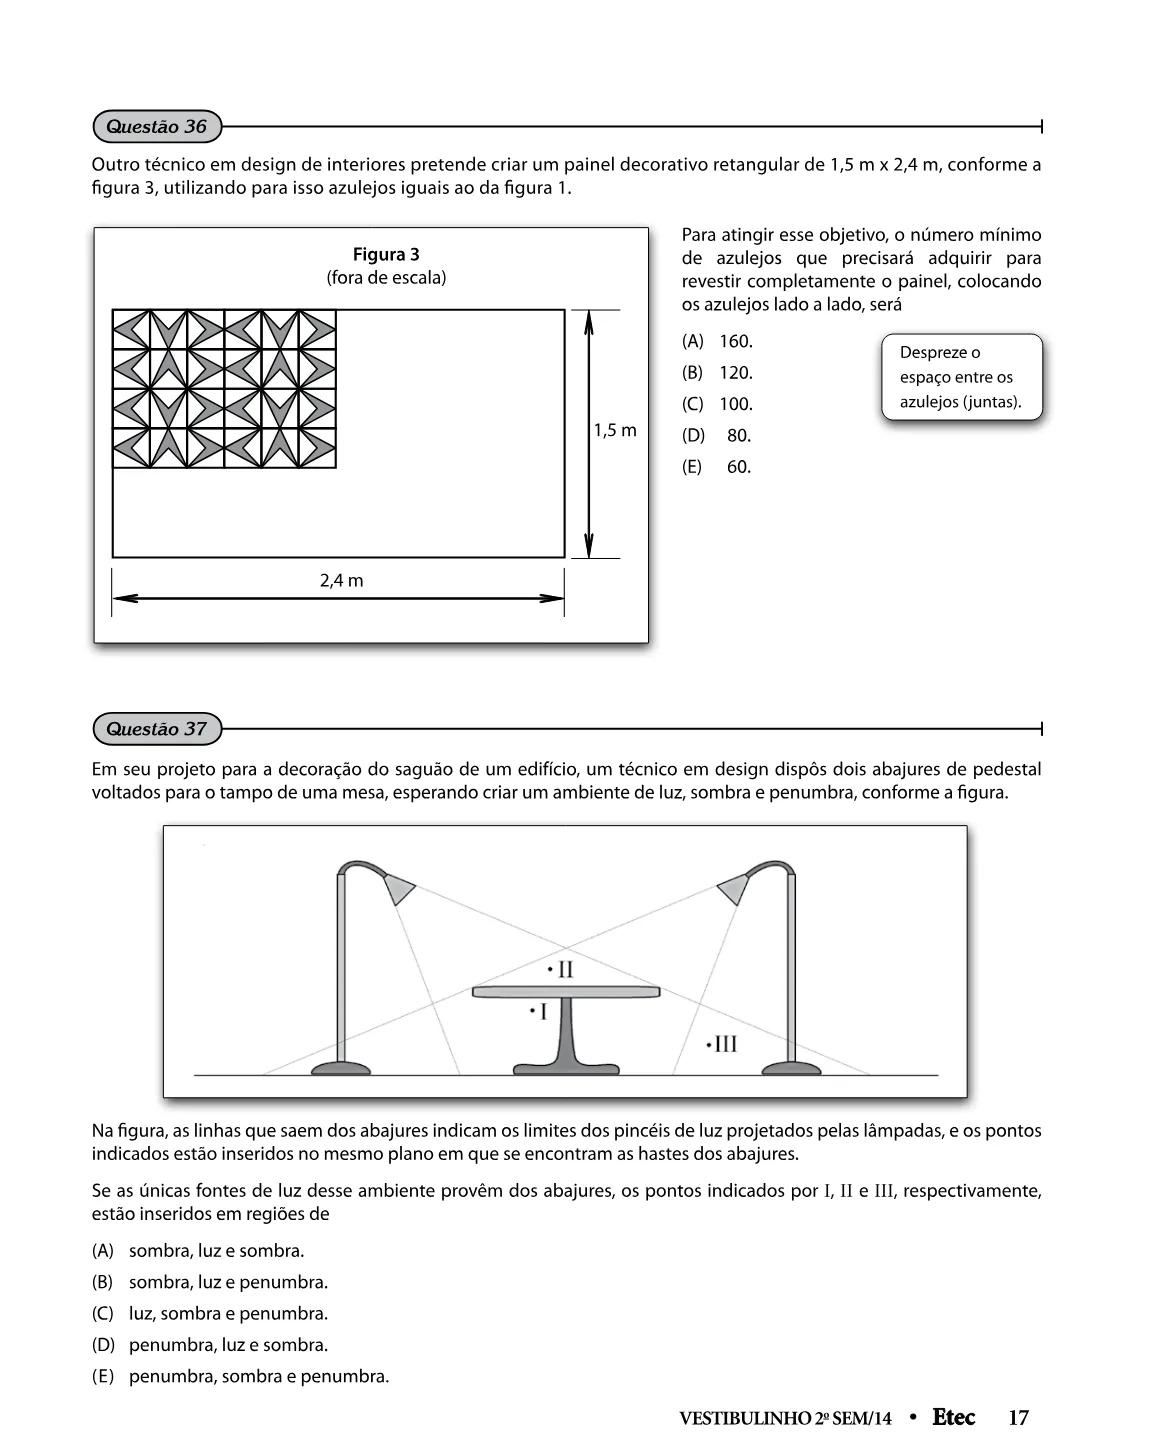 Questão 36
Outro técnico em design de interiores pretende criar um painel decorativo retangular de 1,5 m x 2,4 m, conforme a
figura 3, utilizando para isso azulejos iguais ao da figura 1.
Figura 3
(fora de escala)
1,5 m
2,4 m
Para atingir esse objetivo, o número mínimo
de azulejos que precisará adquirir para
revestir completamente o painel, colocando
os azulejos lado a lado, será
(A) 160.
(B) 120.
(C) 100.
(D) 80.
(E) 60.
Despreze o
espaço entre os
azulejos (juntas).
Questão 37
Em seu projeto para a decoração do saguão de um edifício, um técnico em design dispôs dois abajures de pedestal
voltados para o tampo de uma mesa, esperando criar um ambiente de luz, sombra e penumbra, conforme a figura.
• II
• I
•III
Na figura, as linhas que saem dos abajures indicam os limites dos pincéis de luz projetados pelas lâmpadas, e os pontos
indicados estão inseridos no mesmo plano em que se encontram as hastes dos abajures.
Se as únicas fontes de luz desse ambiente provêm dos abajures, os pontos indicados por I, II e III, respectivamente,
estão inseridos em regiões de
(A) sombra, luz e sombra.
(B) sombra, luz e penumbra.
(C) luz, sombra e penumbra.
(D) penumbra, luz e sombra.
(E) penumbra, sombra e penumbra.
VESTIBULINHO 2º SEM/14 • Etec 17